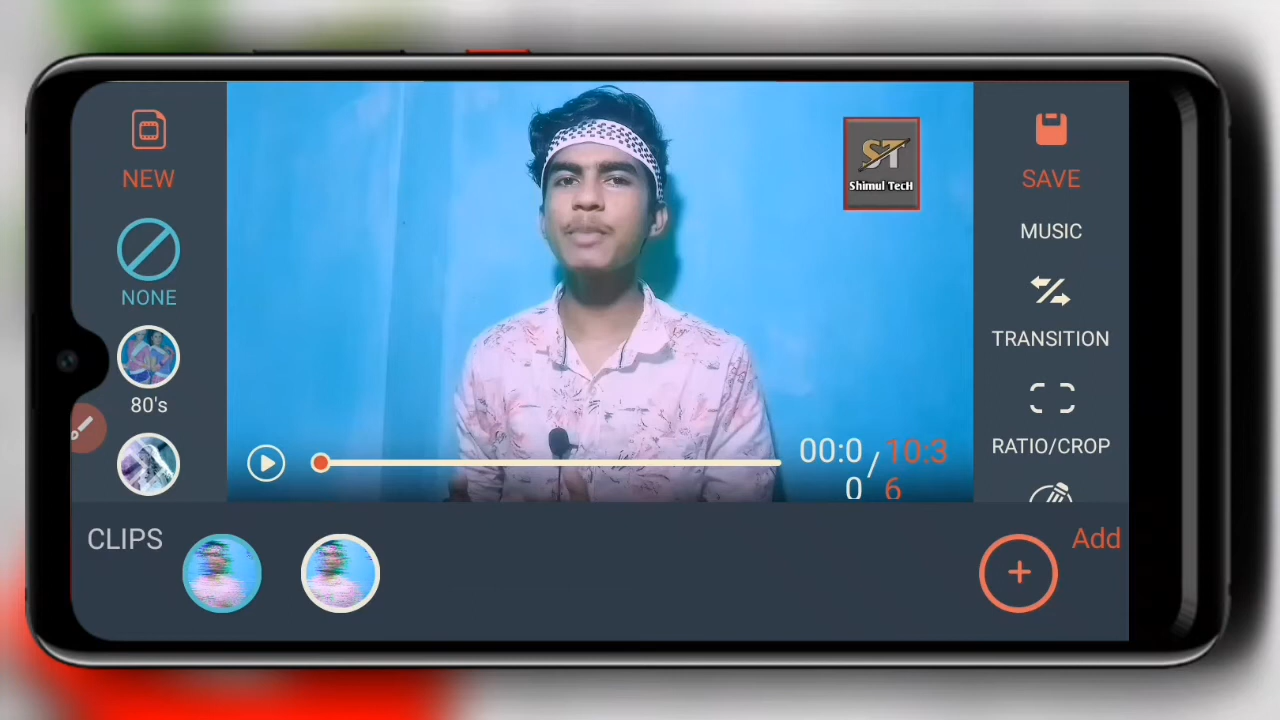 NEW
NONE
80's
ST
Shimul TecH
SAVE
MUSIC
TRANSITION
RATIO/CROP
00:0
0
/
10:3
6
CLIPS
Add